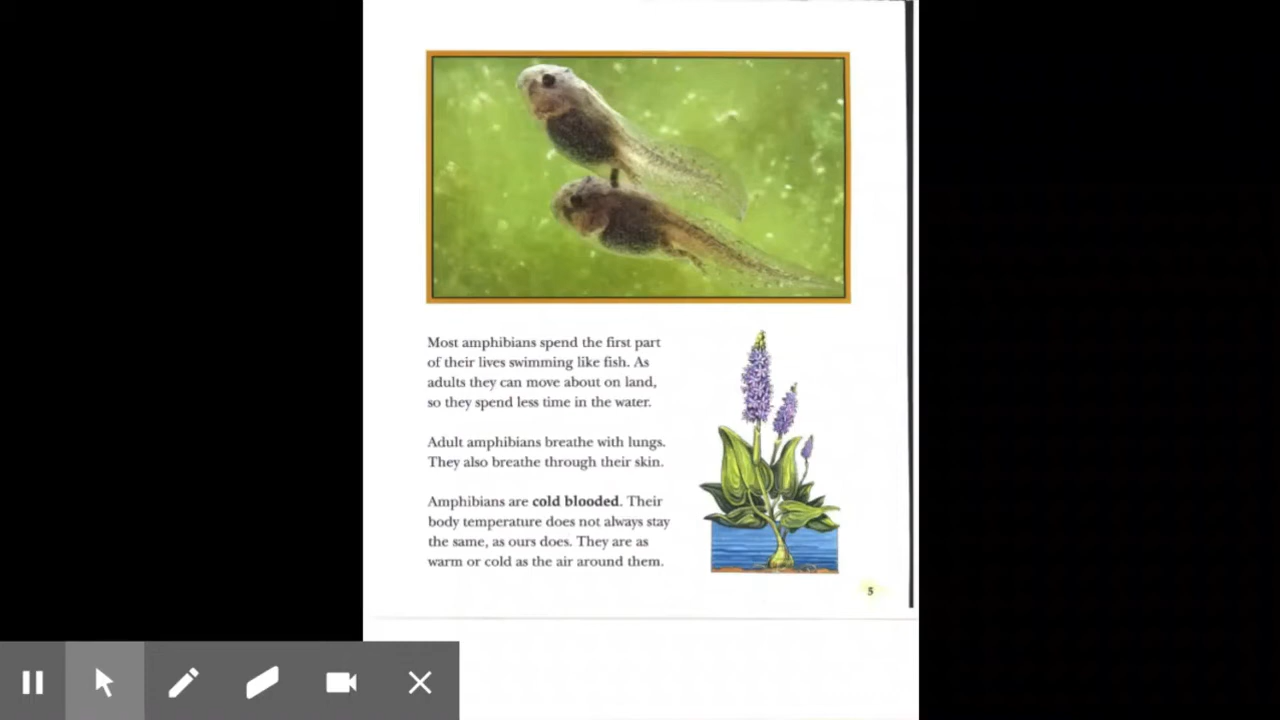 Most amphibians spend the first part
of their lives swimming like fish. As
adults they can move about on land,
so they spend less time in the water.
Adult amphibians breathe with lungs.
They also breathe through their skin.
Amphibians are cold blooded. Their
body temperature does not always stay
the same, as ours does. They are as
warm or cold as the air around them.
5